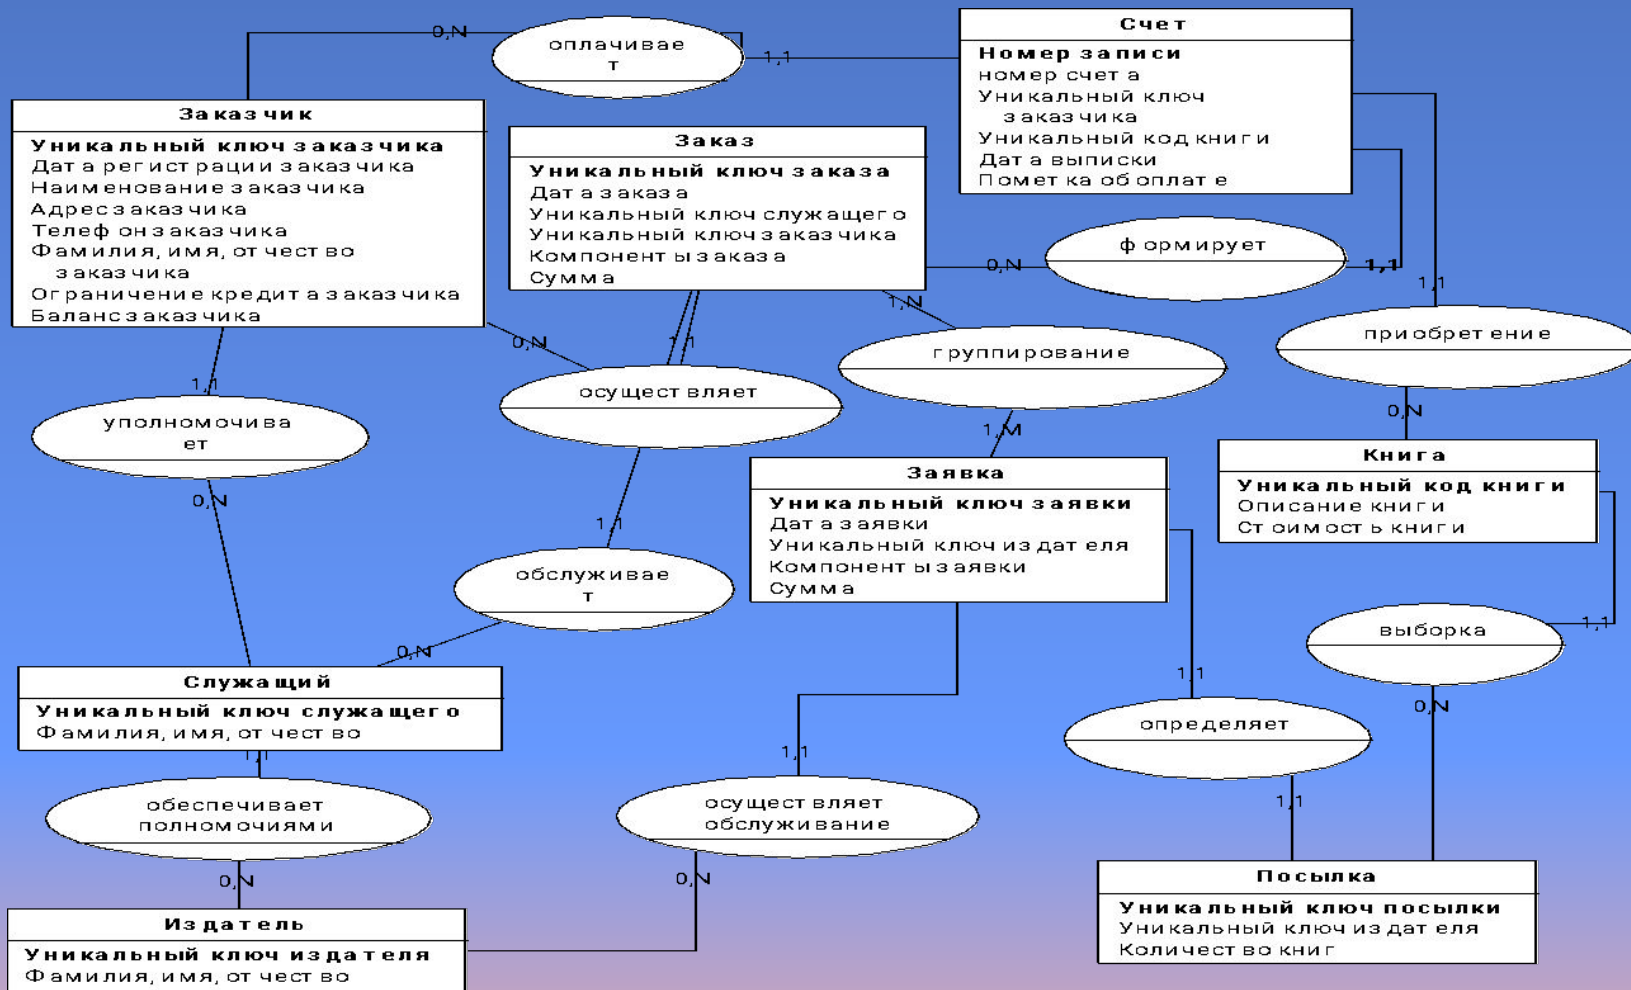 0,N
оплачивае
т
1,1
Счет
Номер записи
номер счета
Уникальный ключ
заказчика
Уникальный код книги
Дата выписки
Пометка об оплате
Заказчик
Уникальный ключ заказчика
Дата регистрации заказчика
Наименование заказчика
Адрес заказчика
Телефон заказчика
Фамилия, имя, отчество
заказчика
Ограничение кредита заказчика
Баланс заказчика
Заказ
Уникальный ключ заказа
Дата заказа
Уникальный ключ служащего
Уникальный ключ заказчика
Компоненты заказа
Сумма
формирует
0,N
1,1
1,1
1,N
0,N
1,1
группирование
приобретение
1,1
осуществляет
0,N
уполномочива
ет
1,M
0,N
1,1
Заявка
Уникальный ключ заявки
Дата заявки
Уникальный ключ издателя
Компоненты заявки
Сумма
Книга
Уникальный код книги
Описание книги
Стоимость книги
обслуживае
т
0,N
выборка
1,1
Служащий
Уникальный ключ служащего
Фамилия, имя, отчество
1,1
0,N
определяет
1,1
1,1
обеспечивает
полномочиями
осуществляет
обслуживание
1,1
0,N
0,N
Издатель
Уникальный ключ издателя
Фамилия, имя, отчество
Посылка
Уникальный ключ посылки
Уникальный ключ издателя
Количество книг